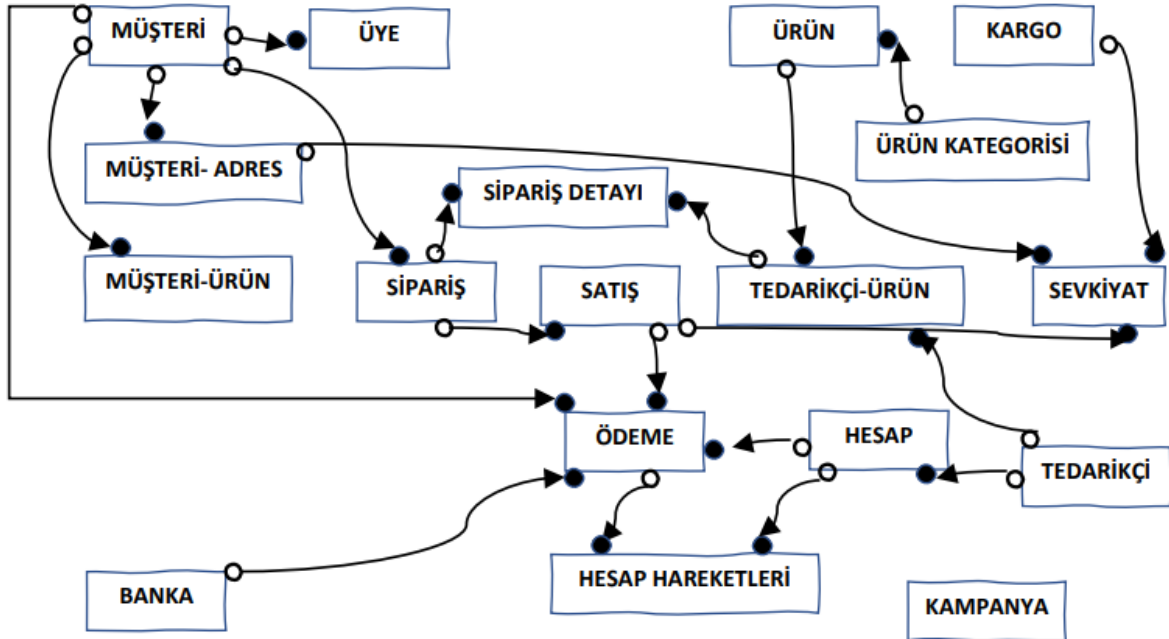 MÜŞTERİ
ÜYE
ÜRÜN
KARGO
ÜRÜN KATEGORİSİ
MÜŞTERİ- ADRES
SİPARİŞ DETAYI
MÜŞTERİ-ÜRÜN
SİPARİŞ
SATIŞ
TEDARİKÇİ-ÜRÜN
SEVKİYAT
ÖDEME
HESAP
TEDARİKÇİ
HESAP HAREKETLERİ
BANKA
KAMPANYA